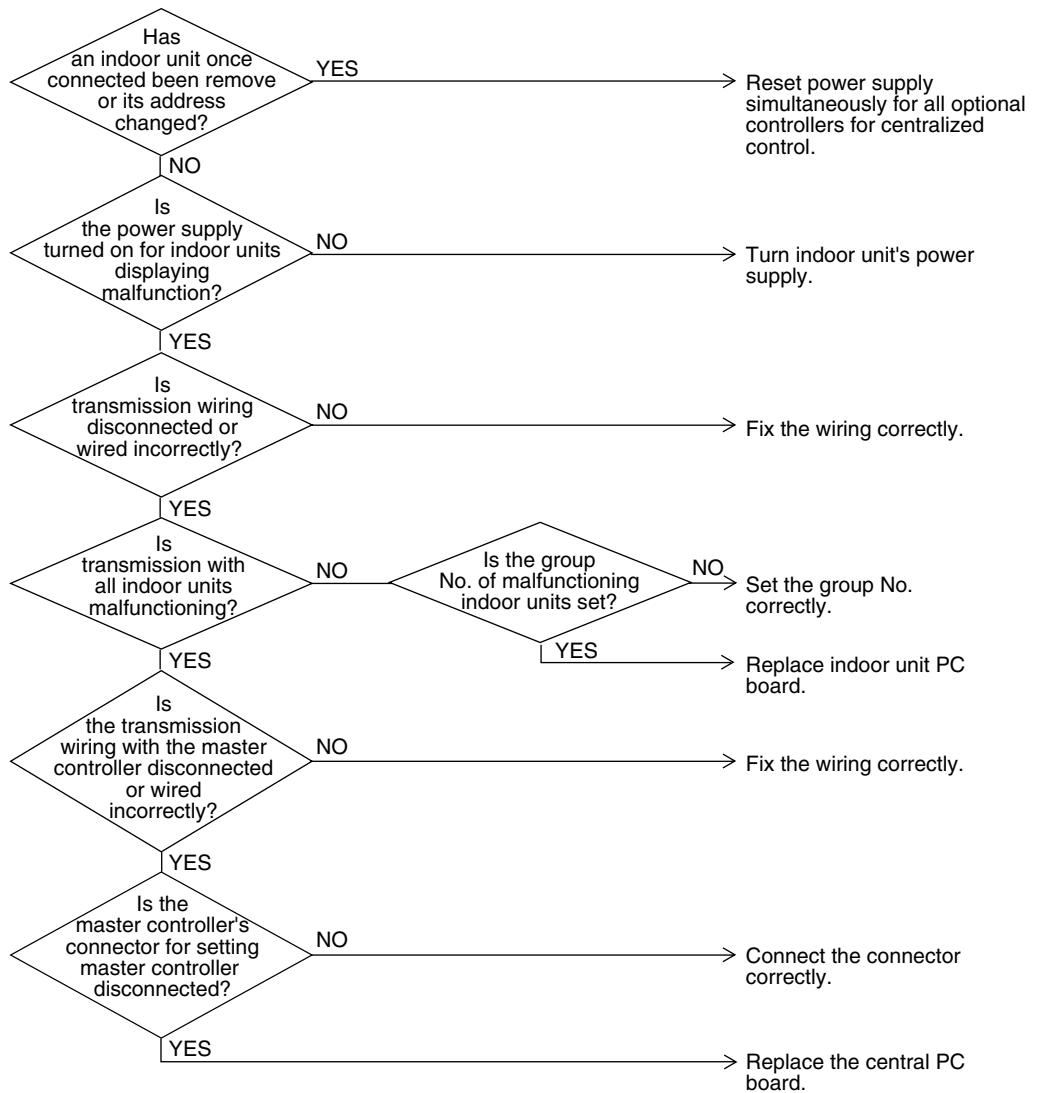 Has
an indoor unit once
connected been remove
or its address
changed?
YES
Reset power supply
simultaneously for all optional
controllers for centralized
control.
NO
Is
the power supply
turned on for indoor units
displaying
malfunction?
NO
Turn indoor unit's power
supply.
YES
Is
transmission wiring
disconnected or
wired incorrectly?
NO
Fix the wiring correctly.
YES
Is
transmission with
all indoor units
malfunctioning?
NO
Is the group
No. of malfunctioning
indoor units set?
NO
Set the group No.
correctly.
YES
Replace indoor unit PC
board.
YES
Is
the transmission
wiring with the master
controller disconnected
or wired
incorrectly?
NO
Fix the wiring correctly.
YES
Is the
master controller's
connector for setting
master controller
disconnected?
NO
Connect the connector
correctly.
YES
Replace the central PC
board.